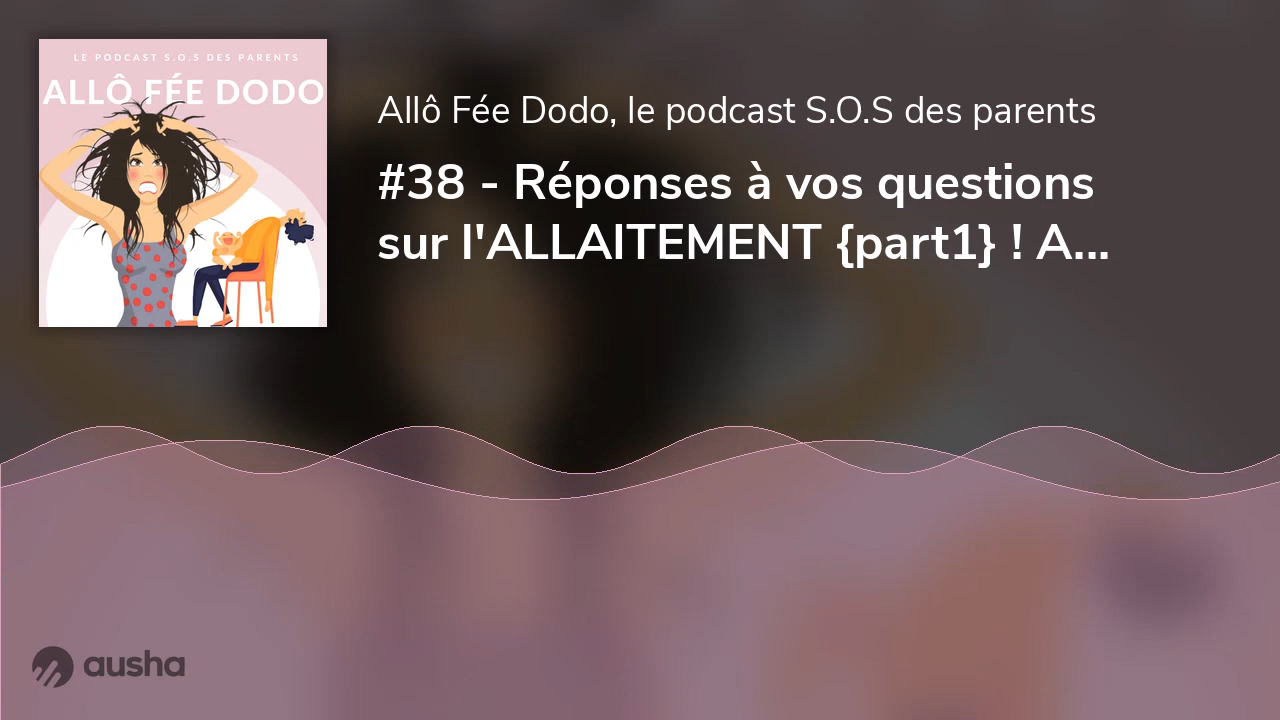 LE PODCAST S.O.S DES PARENTS
ALLÔ FÉE DODO
Allô Fée Dodo, le podcast S.O.S des parents
#38 - Réponses à vos questions
sur l'ALLAITEMENT {part1} ! A...
ausha